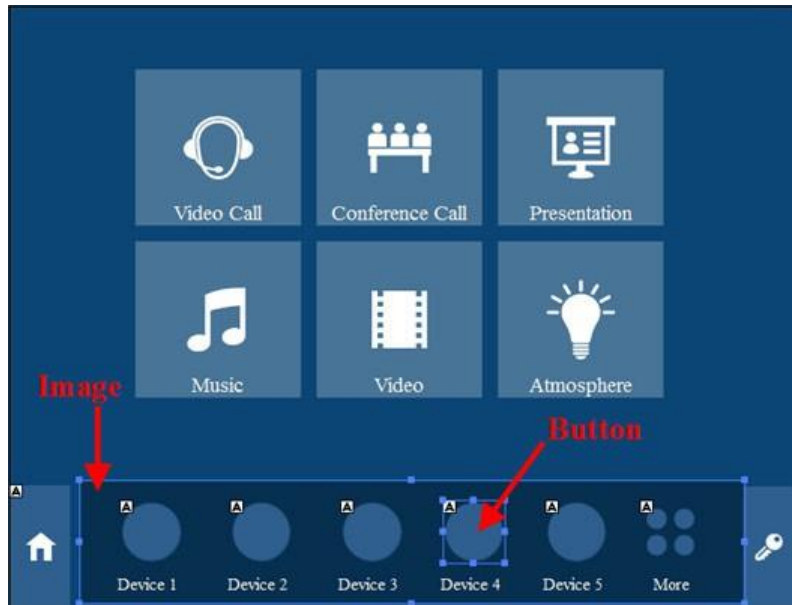 Video Call
Conference Call
Presentation
Music
Video
Atmosphere
Image
Button
A
A
A
A
A
A
A
Device 1
Device 2
Device 3
Device 4
Device 5
More